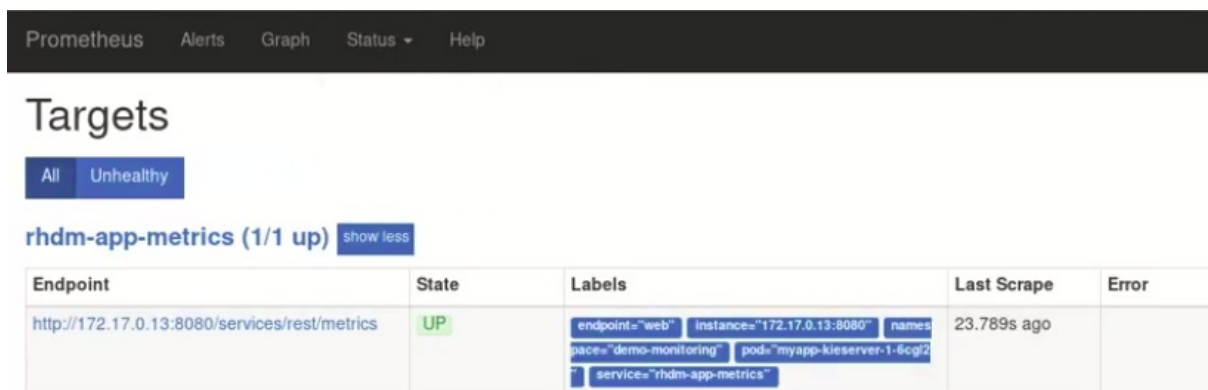 Prometheus Alerts Graph Status Help
Targets
All Unhealthy
rhdm-app-metrics (1/1 up) show less
Endpoint State Labels Last Scrape Error
http://172.17.0.13:8080/services/rest/metrics UP endpoint="web" instance="172.17.0.13:8080" names 23.789s ago
pace="demo-monitoring" pod="myapp-kieserver-1-6cgl2
" service="rhdm-app-metrics"